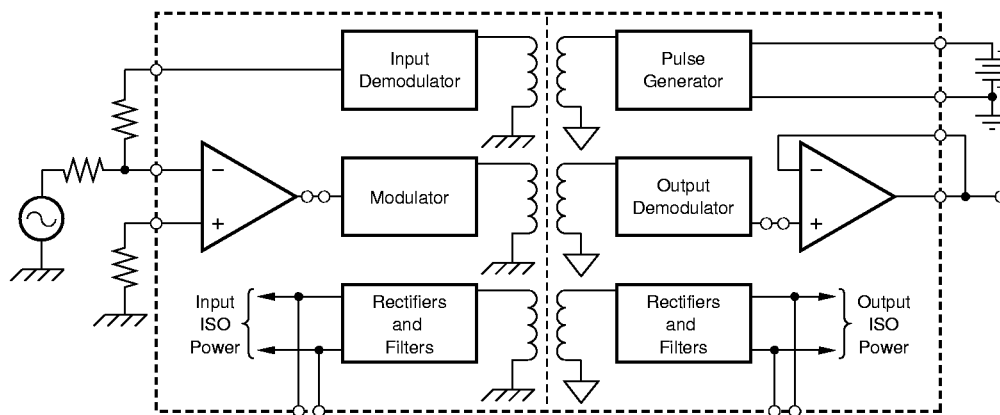 Input
Demodulator
Pulse
Generator
−
+
Modulator
Output
Demodulator
−
+
Input
ISO
Power
Rectifiers
and
Filters
Rectifiers
and
Filters
Output
ISO
Power